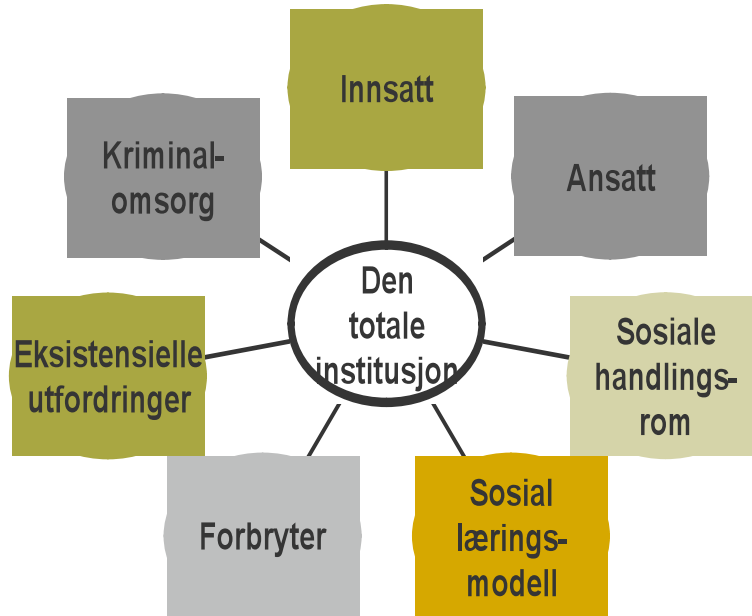 Innsatt
Kriminal-
omsorg
Ansatt
Den
totale
institusjon
Eksistensielle
utfordringer
Sosiale
handlings-
rom
Forbryter
Sosial
lærings-
modell